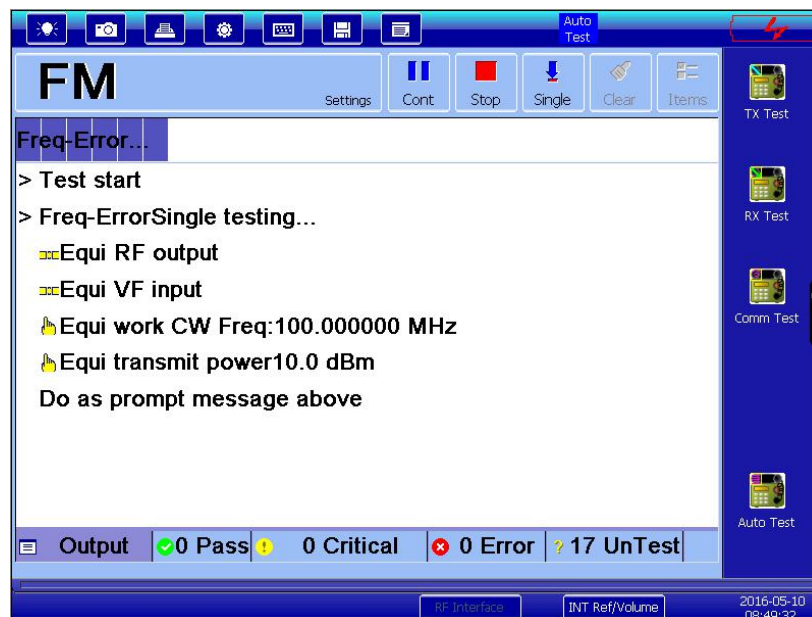 Auto
Test
FM
Settings
Cont
Stop
Single
Clear
Items
TX Test
Freq-Error...
> Test start
> Freq-ErrorSingle testing...
Equi RF output
Equi VF input
Equi work CW Freq:100.000000 MHz
Equi transmit power10.0 dBm
Do as prompt message above
RX Test
Comm Test
Auto Test
Output
0 Pass
0 Critical
0 Error
17 UnTest
RF Interface
INT Ref/Volume
2016-05-10
08:49:32